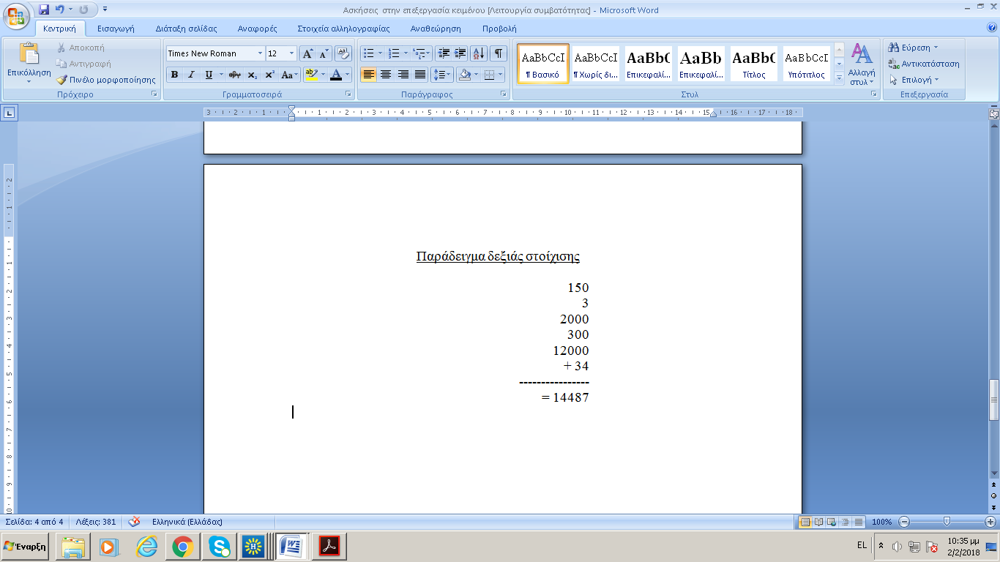 Ασκήσεις στην επεξεργασία κειμένου [Λειτουργία συμβατότητας] - Microsoft Word
Κεντρική Εισαγωγή Διάταξη σελίδας Αναφορές Στοιχεία αλληλογραφίας Αναθεώρηση Προβολή
Επικόλληση
Αποκοπή
Αντιγραφή
Πινέλο μορφοποίησης
Πρόχειρο
Times New Roman 12
Γραμματοσειρά
Παράγραφος
AaBbCcI AaBbCcI AaBbC AaBb AaBbC AaBbCcI
¶ Βασικό ¶ Χωρίς δι... Επικεφαλί... Επικεφαλί... Τίτλος Υπότιτλος
Αλλαγή στυλ
Στυλ
Εύρεση
Αντικατάσταση
Επιλογή
Επεξεργασία
3 2 1 1 2 3 4 5 6 7 8 9 10 11 12 13 14 15 16 17 18
Παράδειγμα δεξιάς στοίχισης
150
3
2000
300
12000
+ 34
----------------
= 14487
Σελίδα: 4 από 4 Λέξεις: 381 Ελληνικά (Ελλάδας) 100%
Έναρξη EL 10:35 μμ
2/2/2018